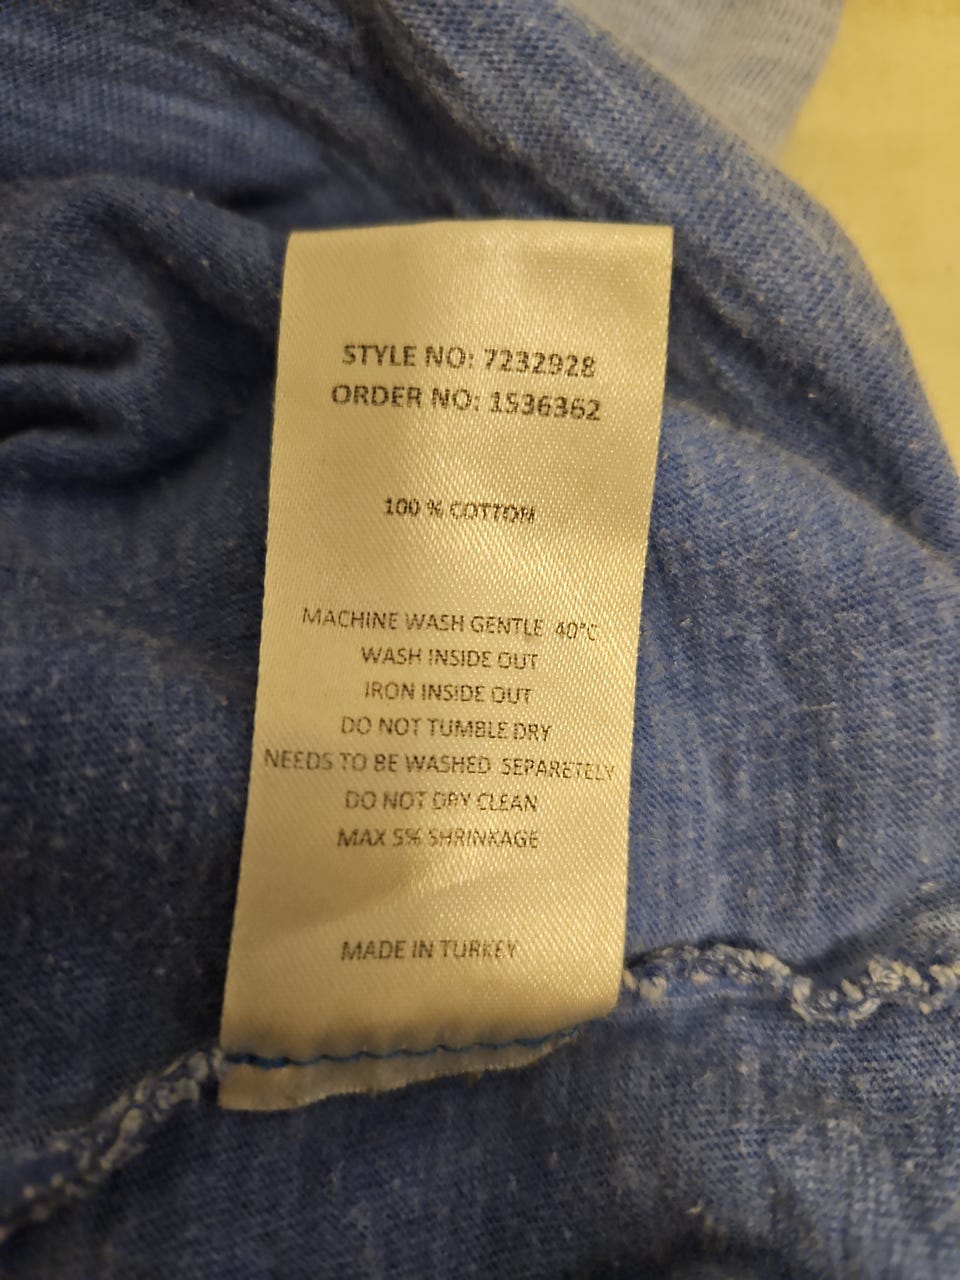 STYLE NO: 7232928
ORDER NO: 1536362
100 % COTTON
MACHINE WASH GENTLE 40°C
WASH INSIDE OUT
IRON INSIDE OUT
DO NOT TUMBLE DRY
NEEDS TO BE WASHED SEPARETELY
DO NOT DRY CLEAN
MAX 5% SHRINKAGE
MADE IN TURKEY